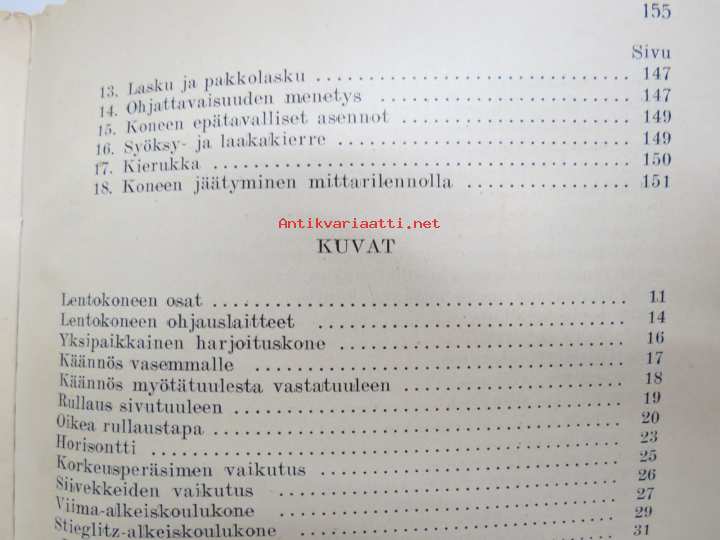 155
Sivu
13. Lasku ja pakkolasku ................................ 147
14. Ohjattavaisuuden menetys ........................... 147
15. Koneen epätavalliset asennot ....................... 149
16. Syöksy- ja laakakierre ............................. 149
17. Kierukka ........................................... 150
18. Koneen jäätyminen mittarilennolla .................. 151
Antikvariaatti.net
KUVAT
Lentokoneen osat ....................................... 11
Lentokoneen ohjauslaitteet ............................. 14
Yksipaikkainen harjoituskone ........................... 16
Käännös vasemmalle ..................................... 17
Käännös myötätuulesta vastatuuleen ..................... 18
Rullaus sivutuuleen .................................... 19
Oikea rullaustapa ...................................... 20
Horisontti ............................................. 23
Korkeusperäsimen vaikutus .............................. 25
Siivekkeiden vaikutus .................................. 26
Viima-alkeiskoulukone .................................. 27
Stieglitz-alkeiskoulukone .............................. 29
31